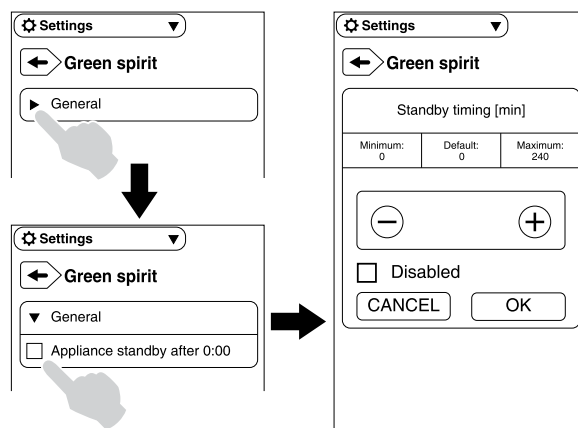 Settings
Green spirit
General
Settings
Green spirit
General
Appliance standby after 0:00
Settings
Green spirit
Standby timing [min]
Minimum: Default: Maximum:
0 0 240
Disabled
CANCEL OK